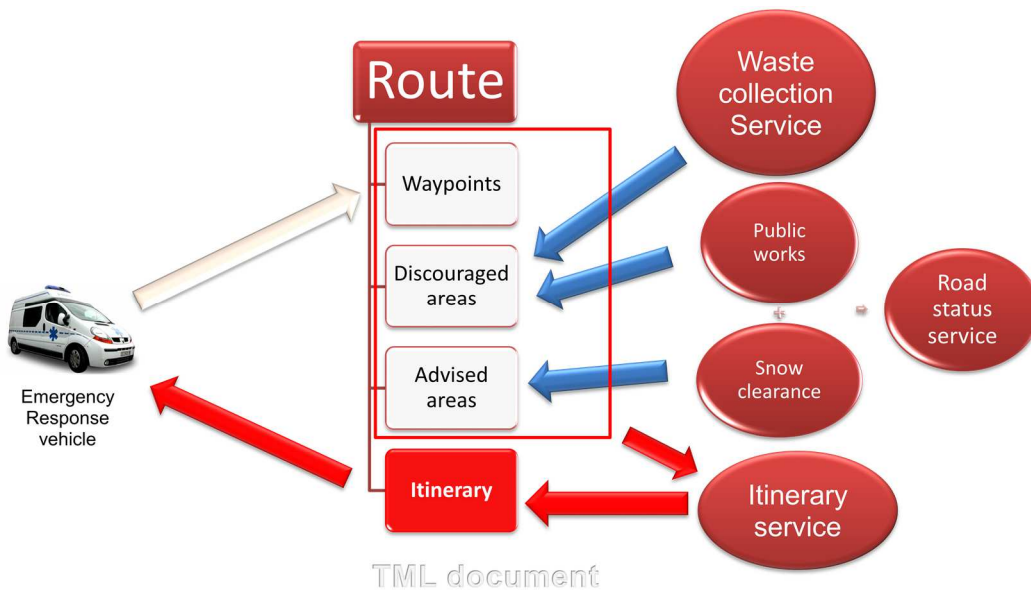 Route
Waypoints
Discouraged
areas
Advised
areas
Itinerary
Waste
collection
Service
Public
works
+
Snow
clearance
Road
status
service
Itinerary
service
Emergency
Response
vehicle
TML document